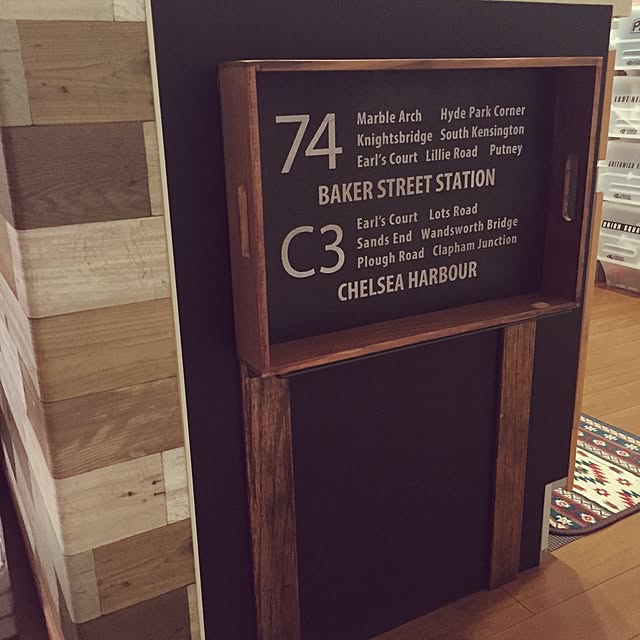 74
Marble Arch Hyde Park Corner
Knightsbridge South Kensington
Earl's Court Lillie Road Putney
BAKER STREET STATION
C3
Earl's Court Lots Road
Sands End Wandsworth Bridge
Plough Road Clapham Junction
CHELSEA HARBOUR